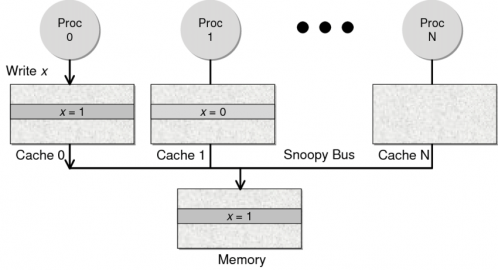 Proc
0
Proc
1
Proc
N
Write x
x = 1
x = 0
Cache 0
Cache 1
Snoopy Bus
Cache N
x = 1
Memory